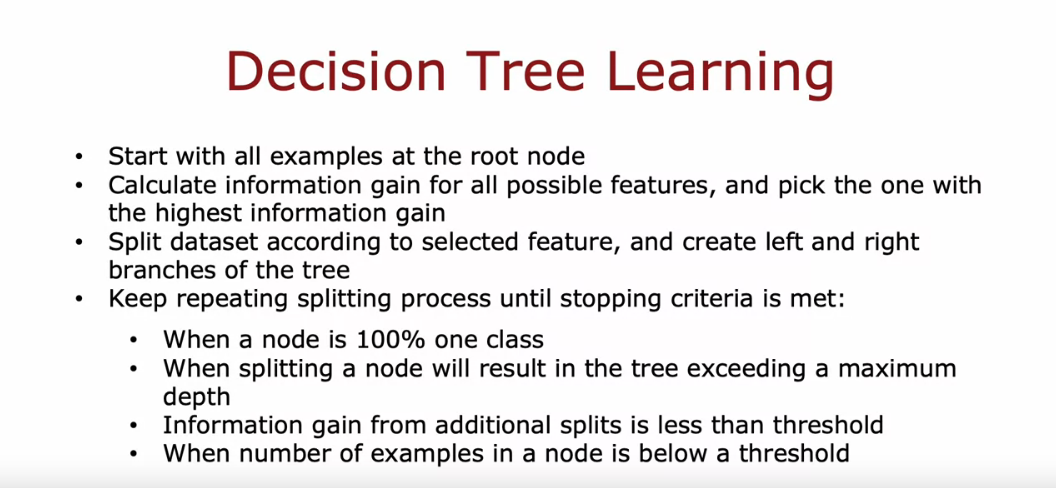 Decision Tree Learning
• Start with all examples at the root node
• Calculate information gain for all possible features, and pick the one with
the highest information gain
• Split dataset according to selected feature, and create left and right
branches of the tree
• Keep repeating splitting process until stopping criteria is met:
• When a node is 100% one class
• When splitting a node will result in the tree exceeding a maximum
depth
• Information gain from additional splits is less than threshold
• When number of examples in a node is below a threshold